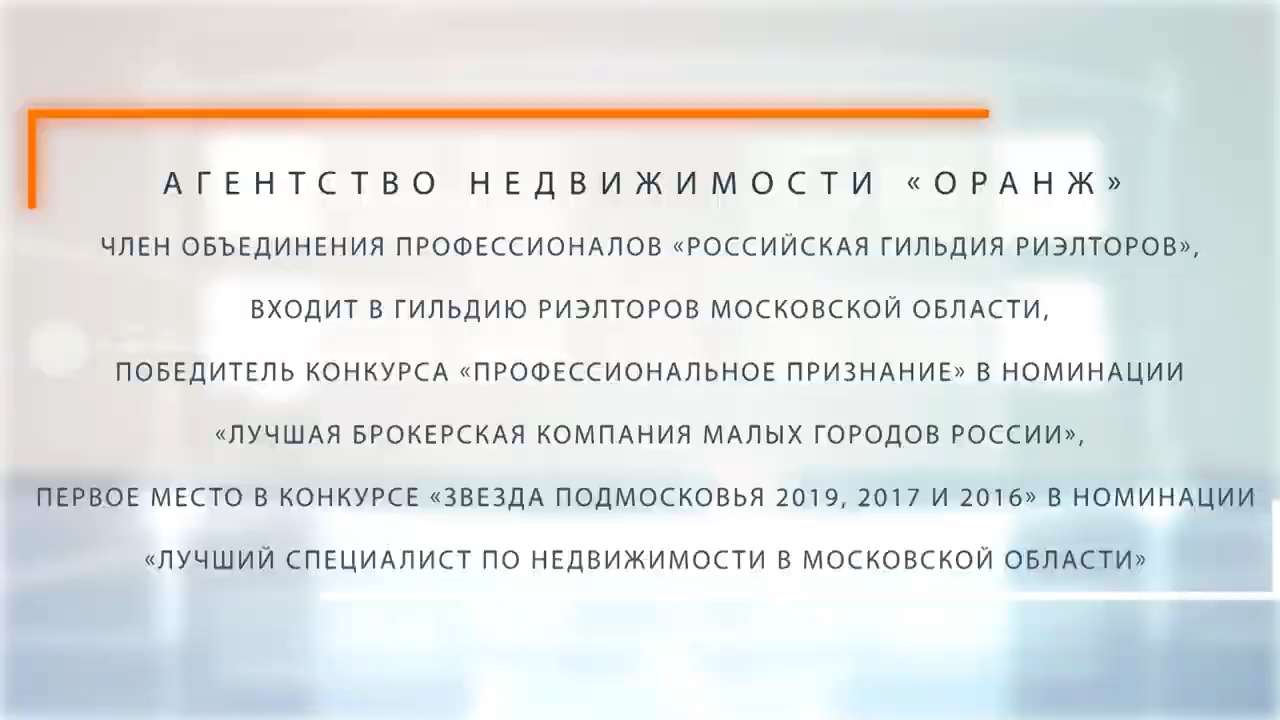 АГЕНТСТВО НЕДВИЖИМОСТИ «ОРАНЖ»
ЧЛЕН ОБЪЕДИНЕНИЯ ПРОФЕССИОНАЛОВ «РОССИЙСКАЯ ГИЛЬДИЯ РИЭЛТОРОВ»,
ВХОДИТ В ГИЛЬДИЮ РИЭЛТОРОВ МОСКОВСКОЙ ОБЛАСТИ,
ПОБЕДИТЕЛЬ КОНКУРСА «ПРОФЕССИОНАЛЬНОЕ ПРИЗНАНИЕ» В НОМИНАЦИИ
«ЛУЧШАЯ БРОКЕРСКАЯ КОМПАНИЯ МАЛЫХ ГОРОДОВ РОССИИ»,
ПЕРВОЕ МЕСТО В КОНКУРСЕ «ЗВЕЗДА ПОДМОСКОВЬЯ 2019, 2017 И 2016» В НОМИНАЦИИ
«ЛУЧШИЙ СПЕЦИАЛИСТ ПО НЕДВИЖИМОСТИ В МОСКОВСКОЙ ОБЛАСТИ»